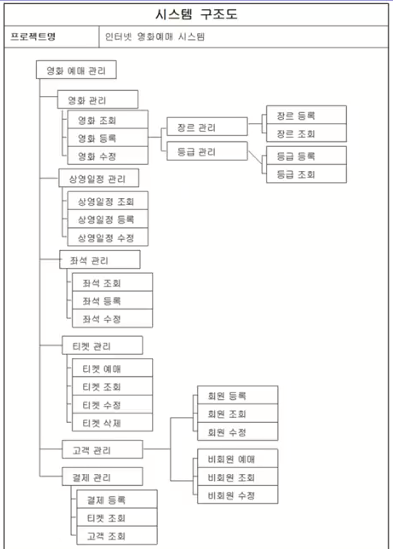 시스템 구조도
프로젝트명 인터넷 영화예매 시스템
영화 예매 관리
영화 관리
영화 조회
영화 등록
영화 수정
장르 관리
등급 관리
장르 등록
장르 조회
등급 등록
등급 조회
상영일정 관리
상영일정 조회
상영일정 등록
상영일정 수정
좌석 관리
좌석 조회
좌석 등록
좌석 수정
티켓 관리
티켓 예매
티켓 조회
티켓 수정
티켓 삭제
고객 관리
회원 등록
회원 조회
회원 수정
비회원 예매
비회원 조회
비회원 수정
결제 관리
결제 등록
티켓 조회
고객 조회